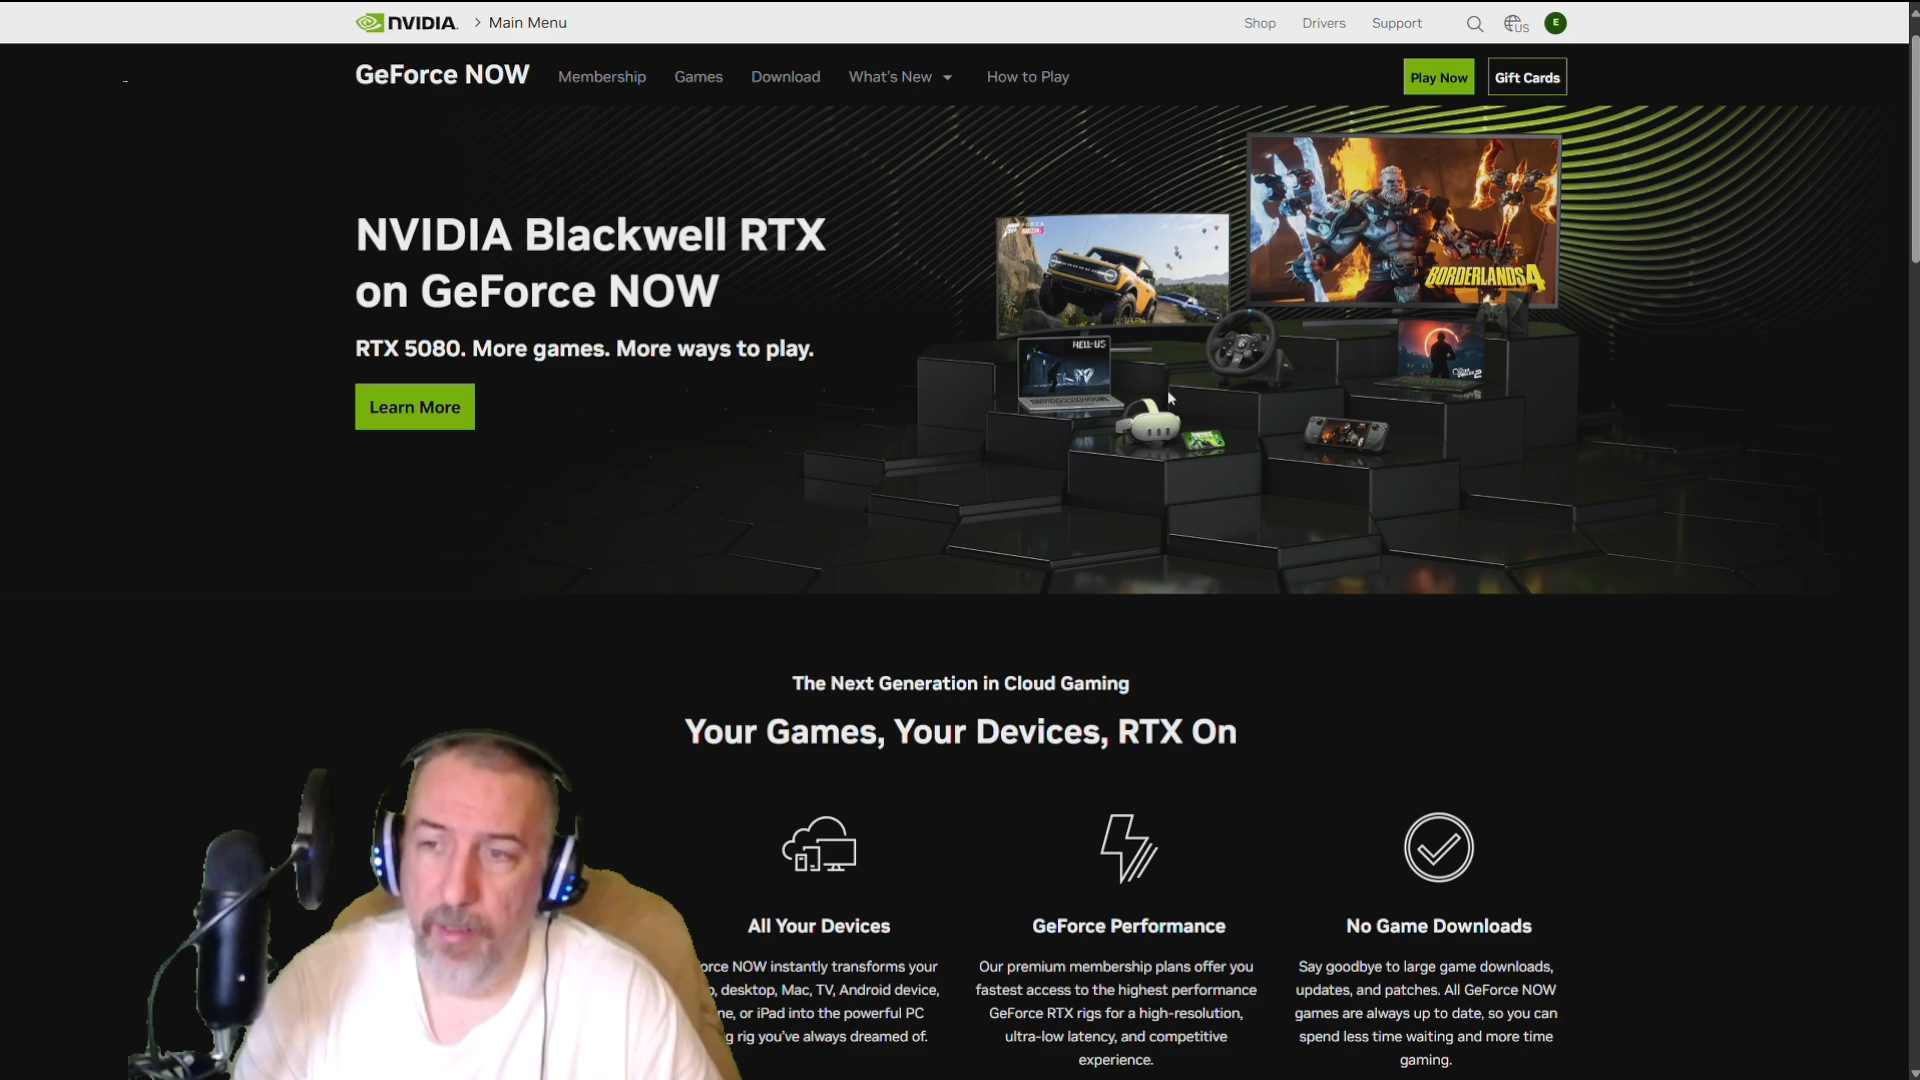 NVIDIA. > Main Menu
Shop Drivers Support US E
GeForce NOW Membership Games Download What's New How to Play Play Now Gift Cards
NVIDIA Blackwell RTX
on GeForce NOW
RTX 5080. More games. More ways to play.
Learn More
BORDERLANDS 4
HELL-US
The Next Generation in Cloud Gaming
Your Games, Your Devices, RTX On
All Your Devices
orce NOW instantly transforms your
, desktop, Mac, TV, Android device,
ne, or iPad into the powerful PC
g rig you've always dreamed of.
GeForce Performance
Our premium membership plans offer you
fastest access to the highest performance
GeForce RTX rigs for a high-resolution,
ultra-low latency, and competitive
experience.
No Game Downloads
Say goodbye to large game downloads,
updates, and patches. All GeForce NOW
games are always up to date, so you can
spend less time waiting and more time
gaming.